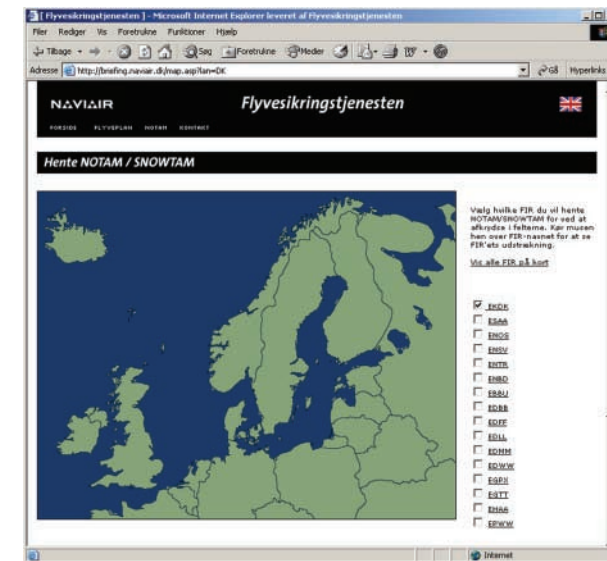 [ Flyvesikringstjenesten ] - Microsoft Internet Explorer leveret af Flyvesikringstjenesten
Filer Rediger Vis Foretrukne Funktioner Hjælp
Tilbage Søg Foretrukne Medier
Adresse http://briefing.naviair.dk/map.asp?lan=DK Gå Hyperlinks
NAVIAIR Flyvesikringstjenesten
FORSIDE FLYVEPLAN NOTAM KONTAKT
Hente NOTAM / SNOWTAM
Vælg hvilke FIR du vil hente
NOTAM/SNOWTAM for ved at
afkrydse i felterne. Kør musen
hen over FIR-navnet for at se
FIR'ets udstrækning.
Vis alle FIR på kort
EKDK
ESAA
ENOS
ENSV
ENTR
ENBD
EBBU
EDBB
EDFF
EDLL
EDMM
EDWW
EGPX
EGTT
EHAA
EPWW
Internet